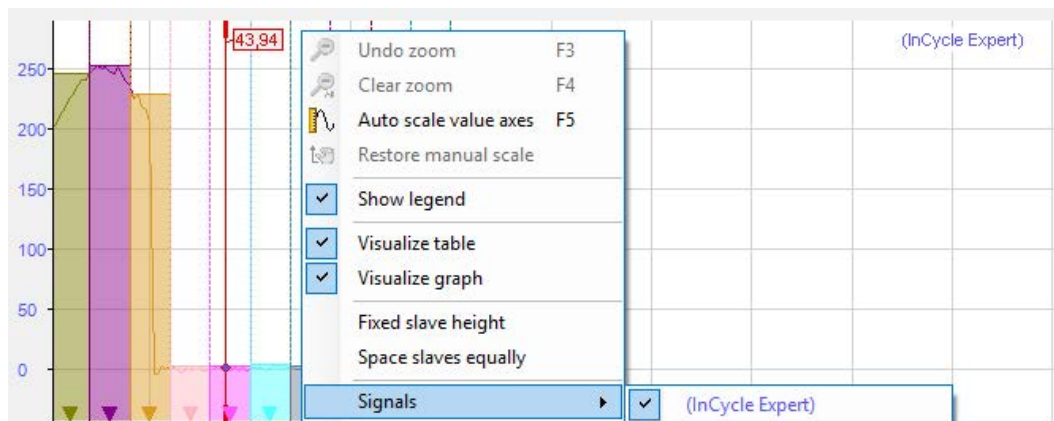 43,94
(InCycle Expert)
250
200
150
100
50
0
Undo zoom F3
Clear zoom F4
Auto scale value axes F5
Restore manual scale
Show legend
Visualize table
Visualize graph
Fixed slave height
Space slaves equally
Signals
(InCycle Expert)